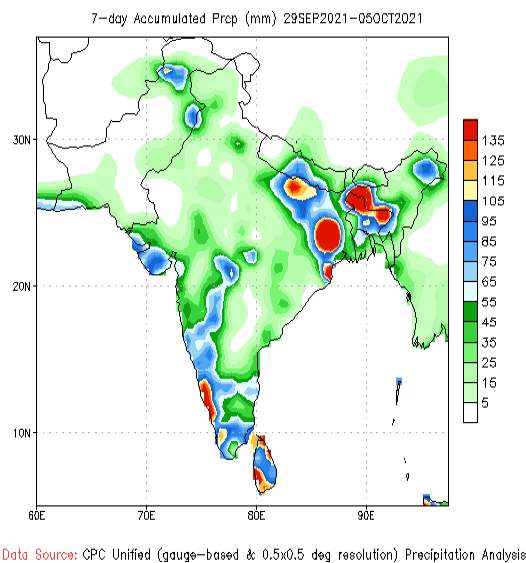 7-day Accumulated Prcp (mm) 29SEP2021-05OCT2021
30N
20N
10N
60E 70E 80E 90E
135
125
115
105
95
85
75
65
55
45
35
25
15
5
Data Source: CPC Unified (gauge-based & 0.5x0.5 deg resolution) Precipitation Analysis